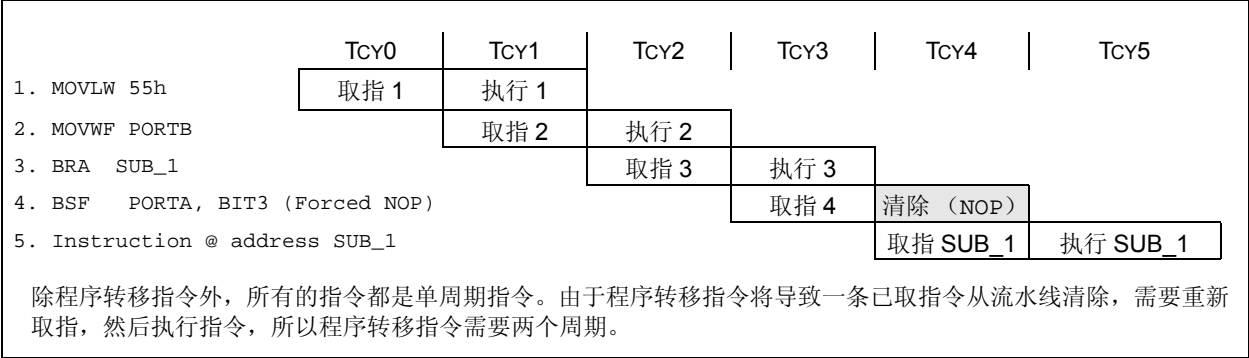 TCY0 TCY1 TCY2 TCY3 TCY4 TCY5
1. MOVLW 55h 取指 1 执行 1
2. MOVWF PORTB 取指 2 执行 2
3. BRA SUB_1 取指 3 执行 3
4. BSF PORTA, BIT3 (Forced NOP) 取指 4 清除 （NOP）
5. Instruction @ address SUB_1 取指 SUB_1 执行 SUB_1
除程序转移指令外，所有的指令都是单周期指令。由于程序转移指令将导致一条已取指令从流水线清除，需要重新
取指，然后执行指令，所以程序转移指令需要两个周期。